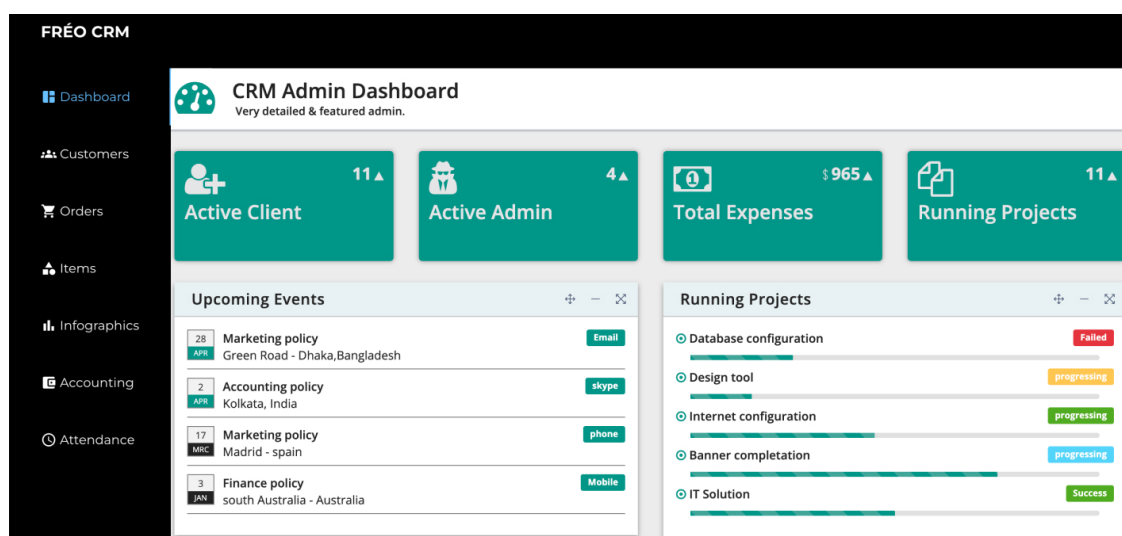 FRÉO CRM
Dashboard
Customers
Orders
Items
Infographics
Accounting
Attendance
CRM Admin Dashboard
Very detailed & featured admin.
11
Active Client
4
Active Admin
$ 965
Total Expenses
11
Running Projects
Upcoming Events
28 APR
Marketing policy
Green Road - Dhaka,Bangladesh
Email
2 APR
Accounting policy
Kolkata, India
skype
17 MRC
Marketing policy
Madrid - spain
phone
3 JAN
Finance policy
south Australia - Australia
Mobile
Running Projects
Database configuration
Failed
Design tool
progressing
Internet configuration
progressing
Banner completation
progressing
IT Solution
Success